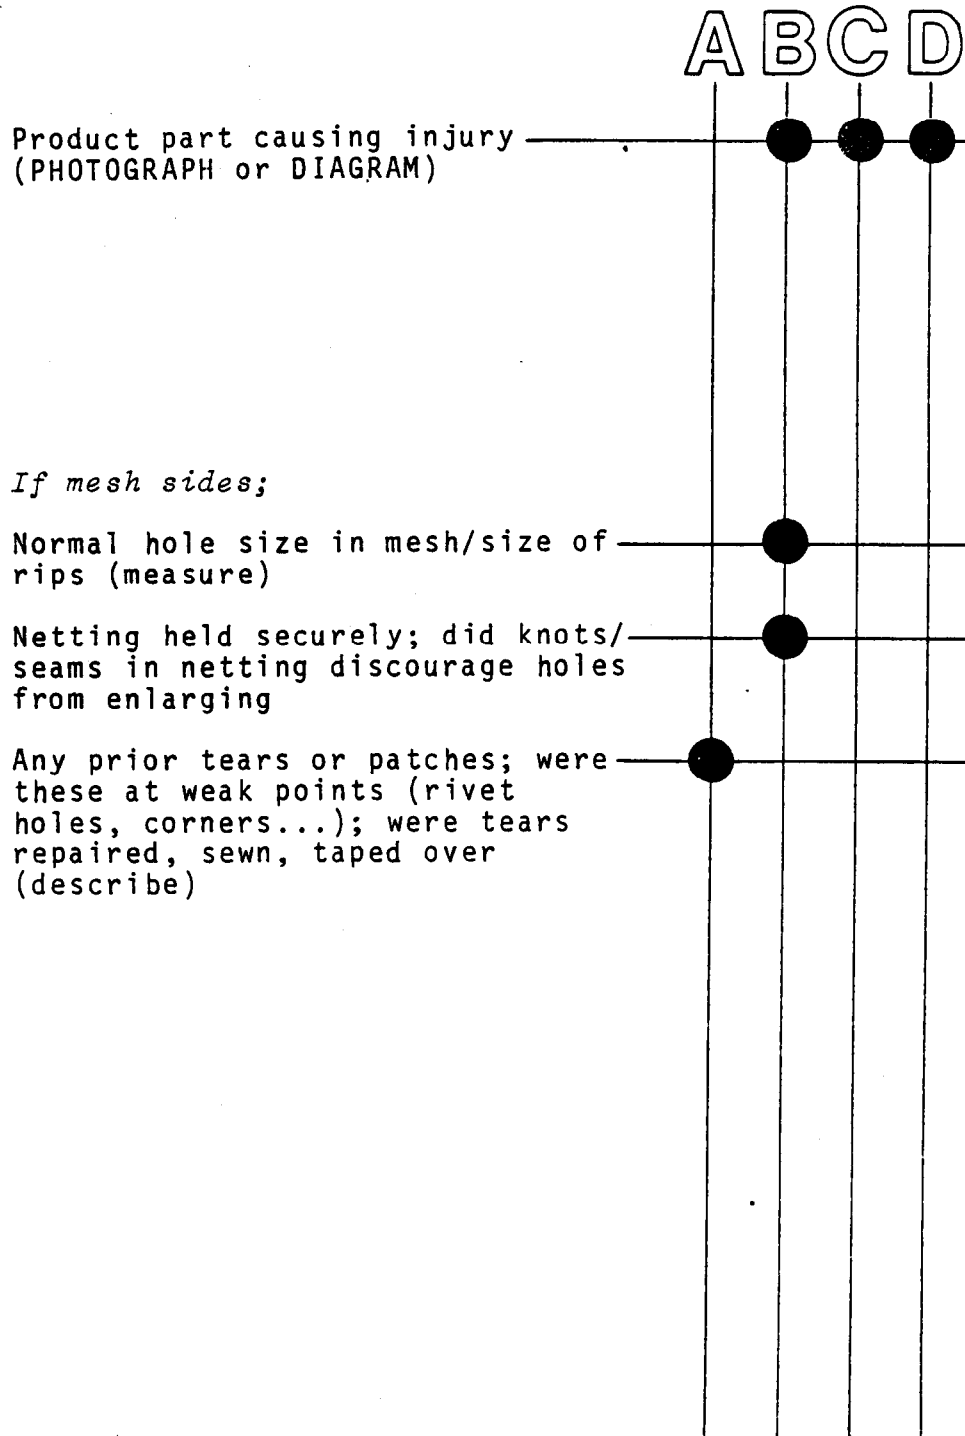 A B C D
Product part causing injury
(PHOTOGRAPH or DIAGRAM)
If mesh sides;
Normal hole size in mesh/size of
rips (measure)
Netting held securely; did knots/
seams in netting discourage holes
from enlarging
Any prior tears or patches; were
these at weak points (rivet
holes, corners...); were tears
repaired, sewn, taped over
(describe)